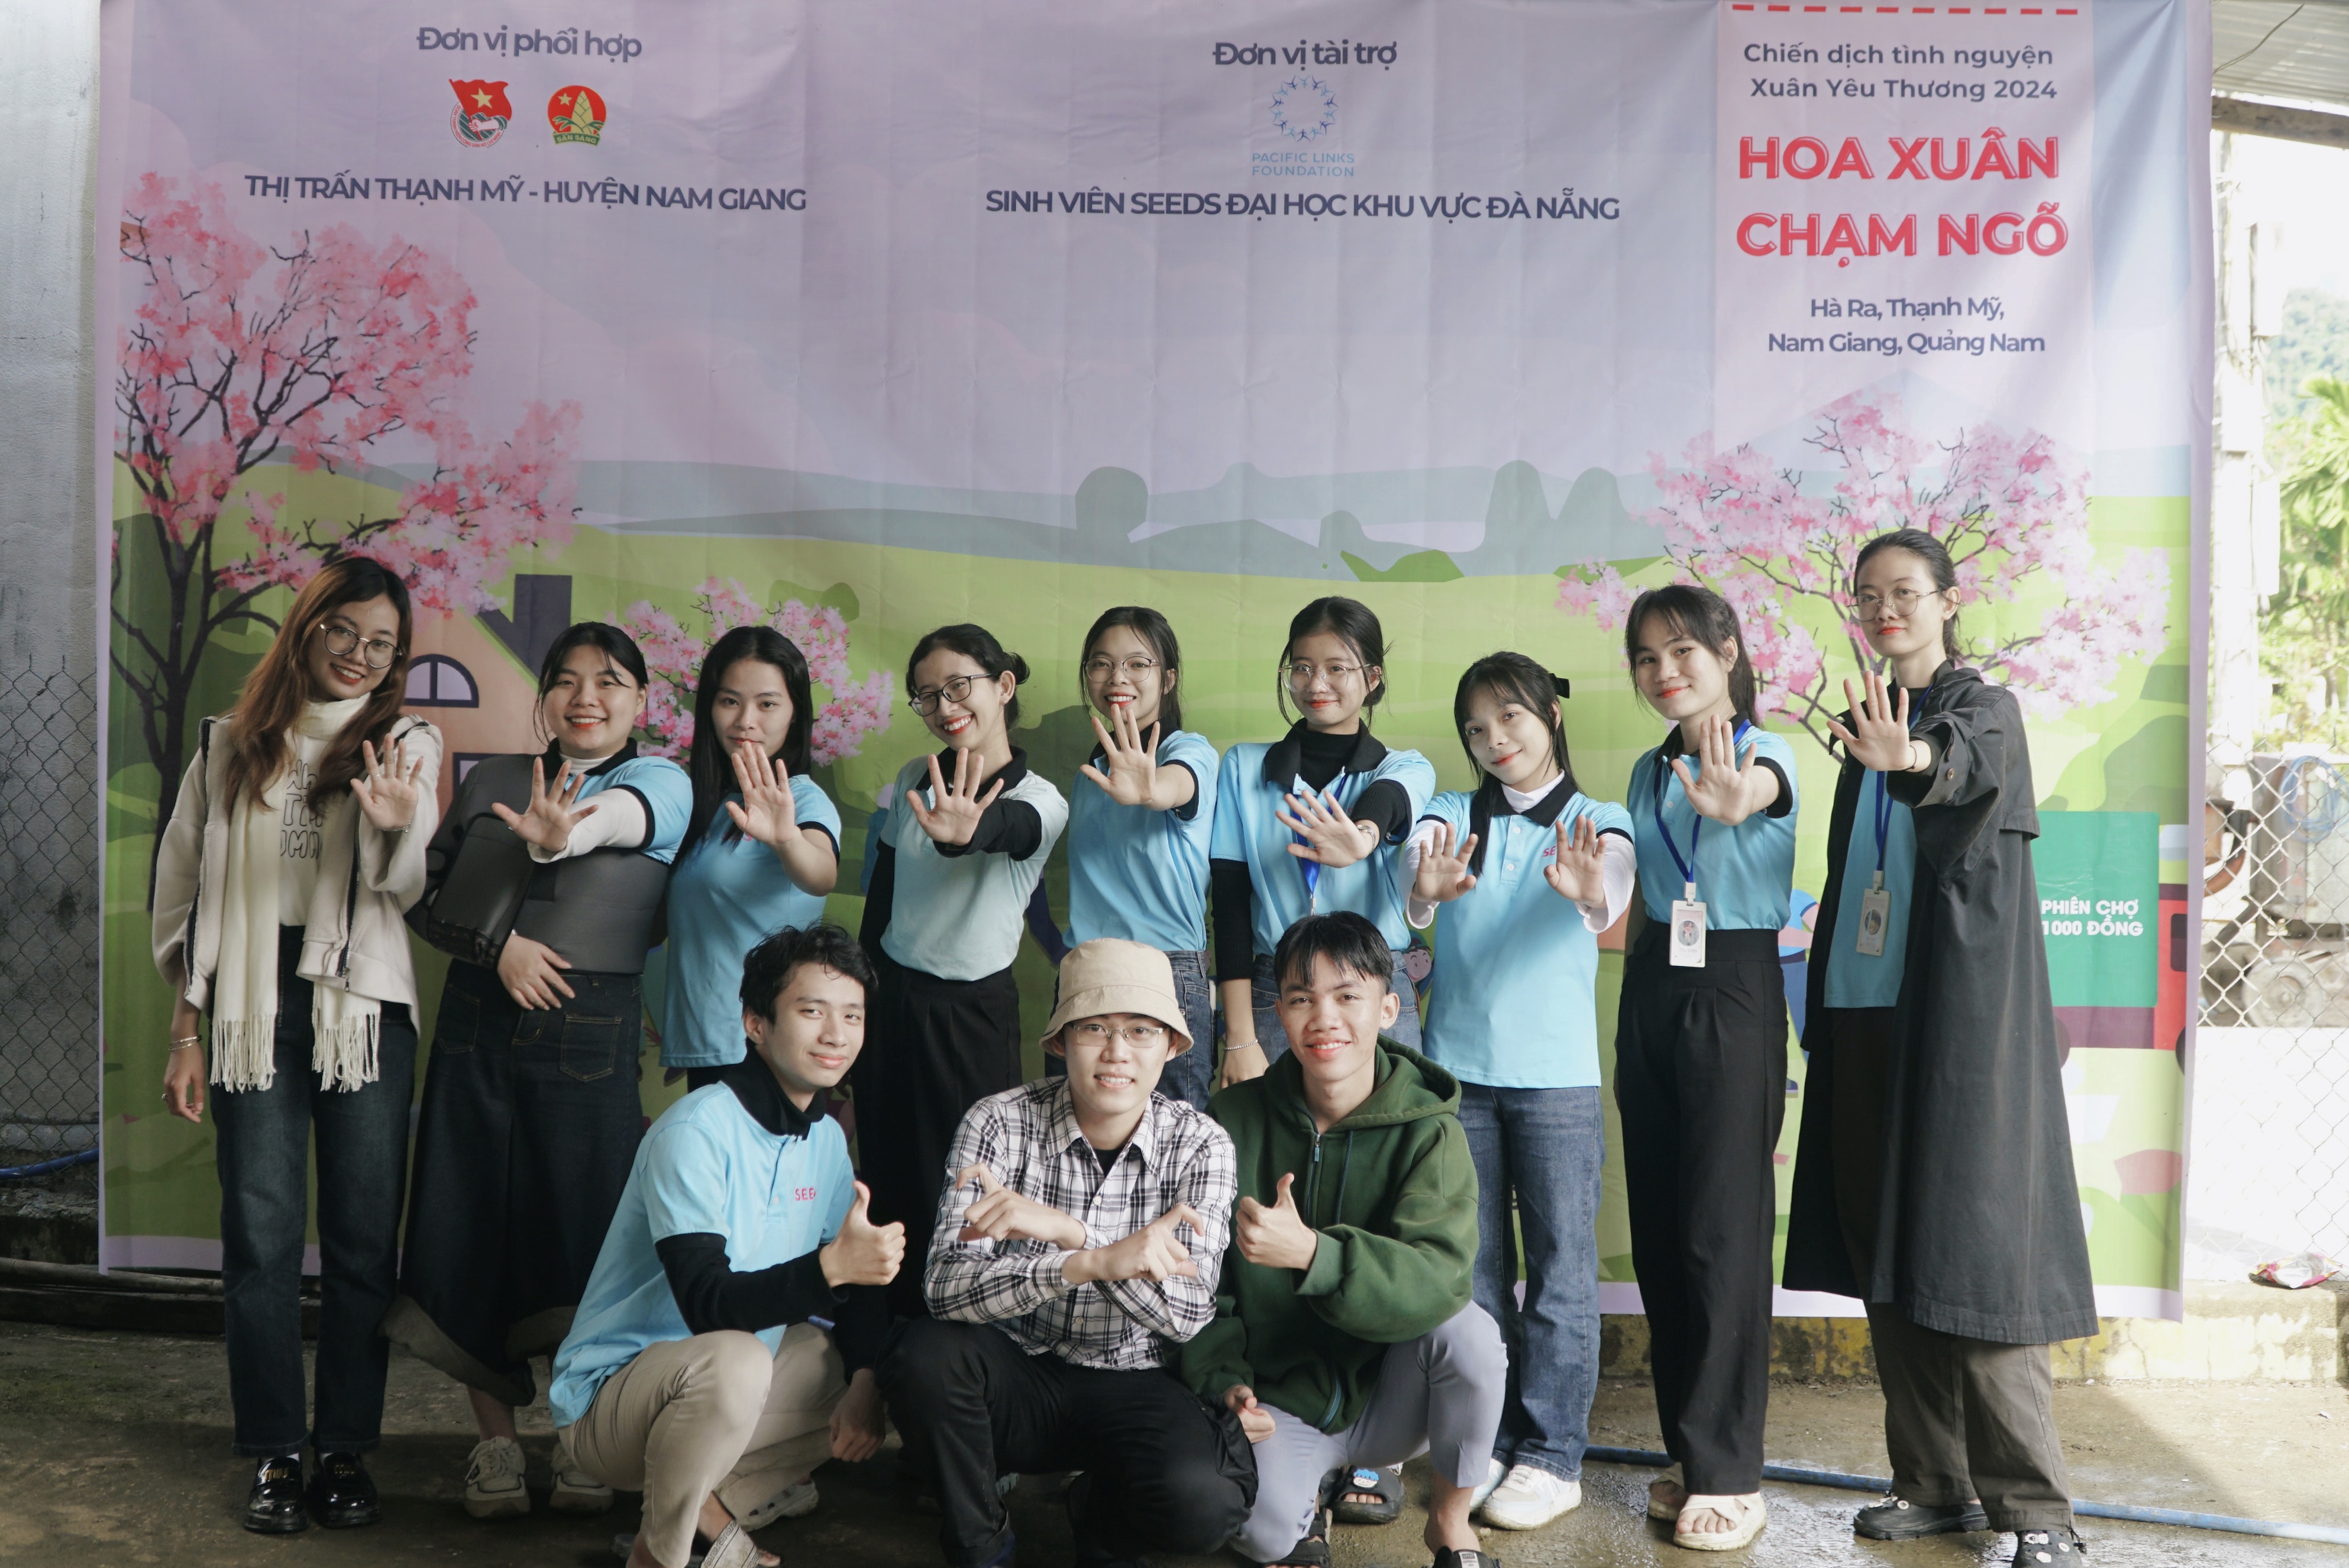 Đơn vị phối hợp
SẴN SÀNG
THỊ TRẤN THẠNH MỸ - HUYỆN NAM GIANG
Đơn vị tài trợ
PACIFIC LINKS
FOUNDATION
SINH VIÊN SEEDS ĐẠI HỌC KHU VỰC ĐÀ NẴNG
Chiến dịch tình nguyện
Xuân Yêu Thương 2024
HOA XUÂN
CHẠM NGÕ
Hà Ra, Thạnh Mỹ,
Nam Giang, Quảng Nam
PHIÊN CHỢ
1000 ĐỒNG